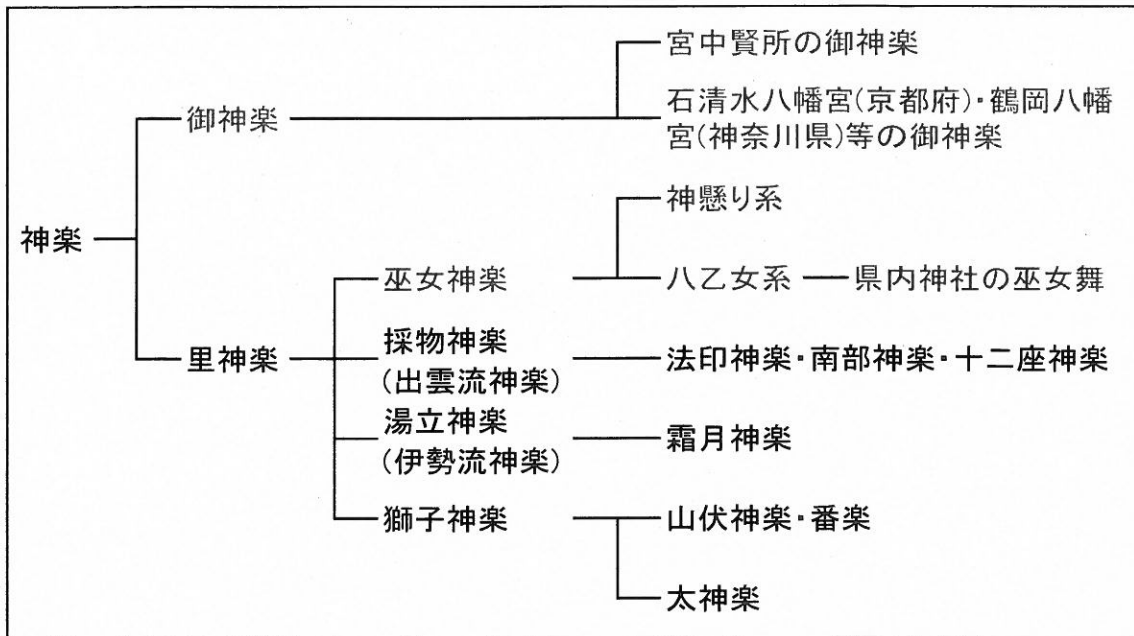 宮中賢所の御神楽
御神楽
石清水八幡宮(京都府)・鶴岡八幡
宮(神奈川県)等の御神楽
神懸り系
神楽
巫女神楽
八乙女系
県内神社の巫女舞
里神楽
採物神楽
(出雲流神楽)
法印神楽・南部神楽・十二座神楽
湯立神楽
(伊勢流神楽)
霜月神楽
獅子神楽
山伏神楽・番楽
太神楽